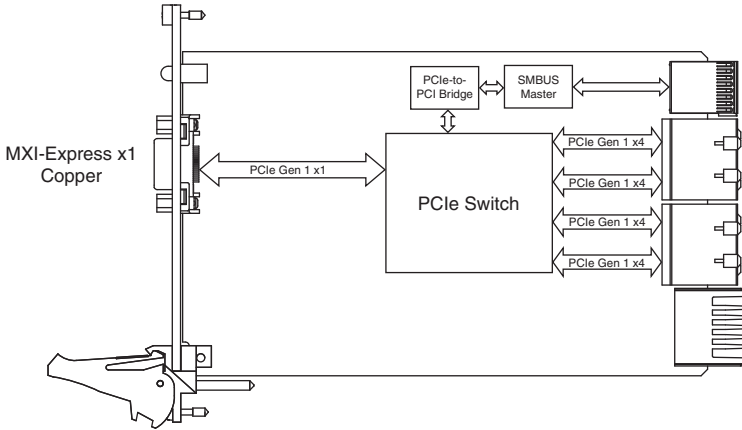 PCIe-to-
PCI Bridge
SMBUS
Master
MXI-Express x1
Copper
PCIe Gen 1 x1
PCIe Switch
PCIe Gen 1 x4
PCIe Gen 1 x4
PCIe Gen 1 x4
PCIe Gen 1 x4